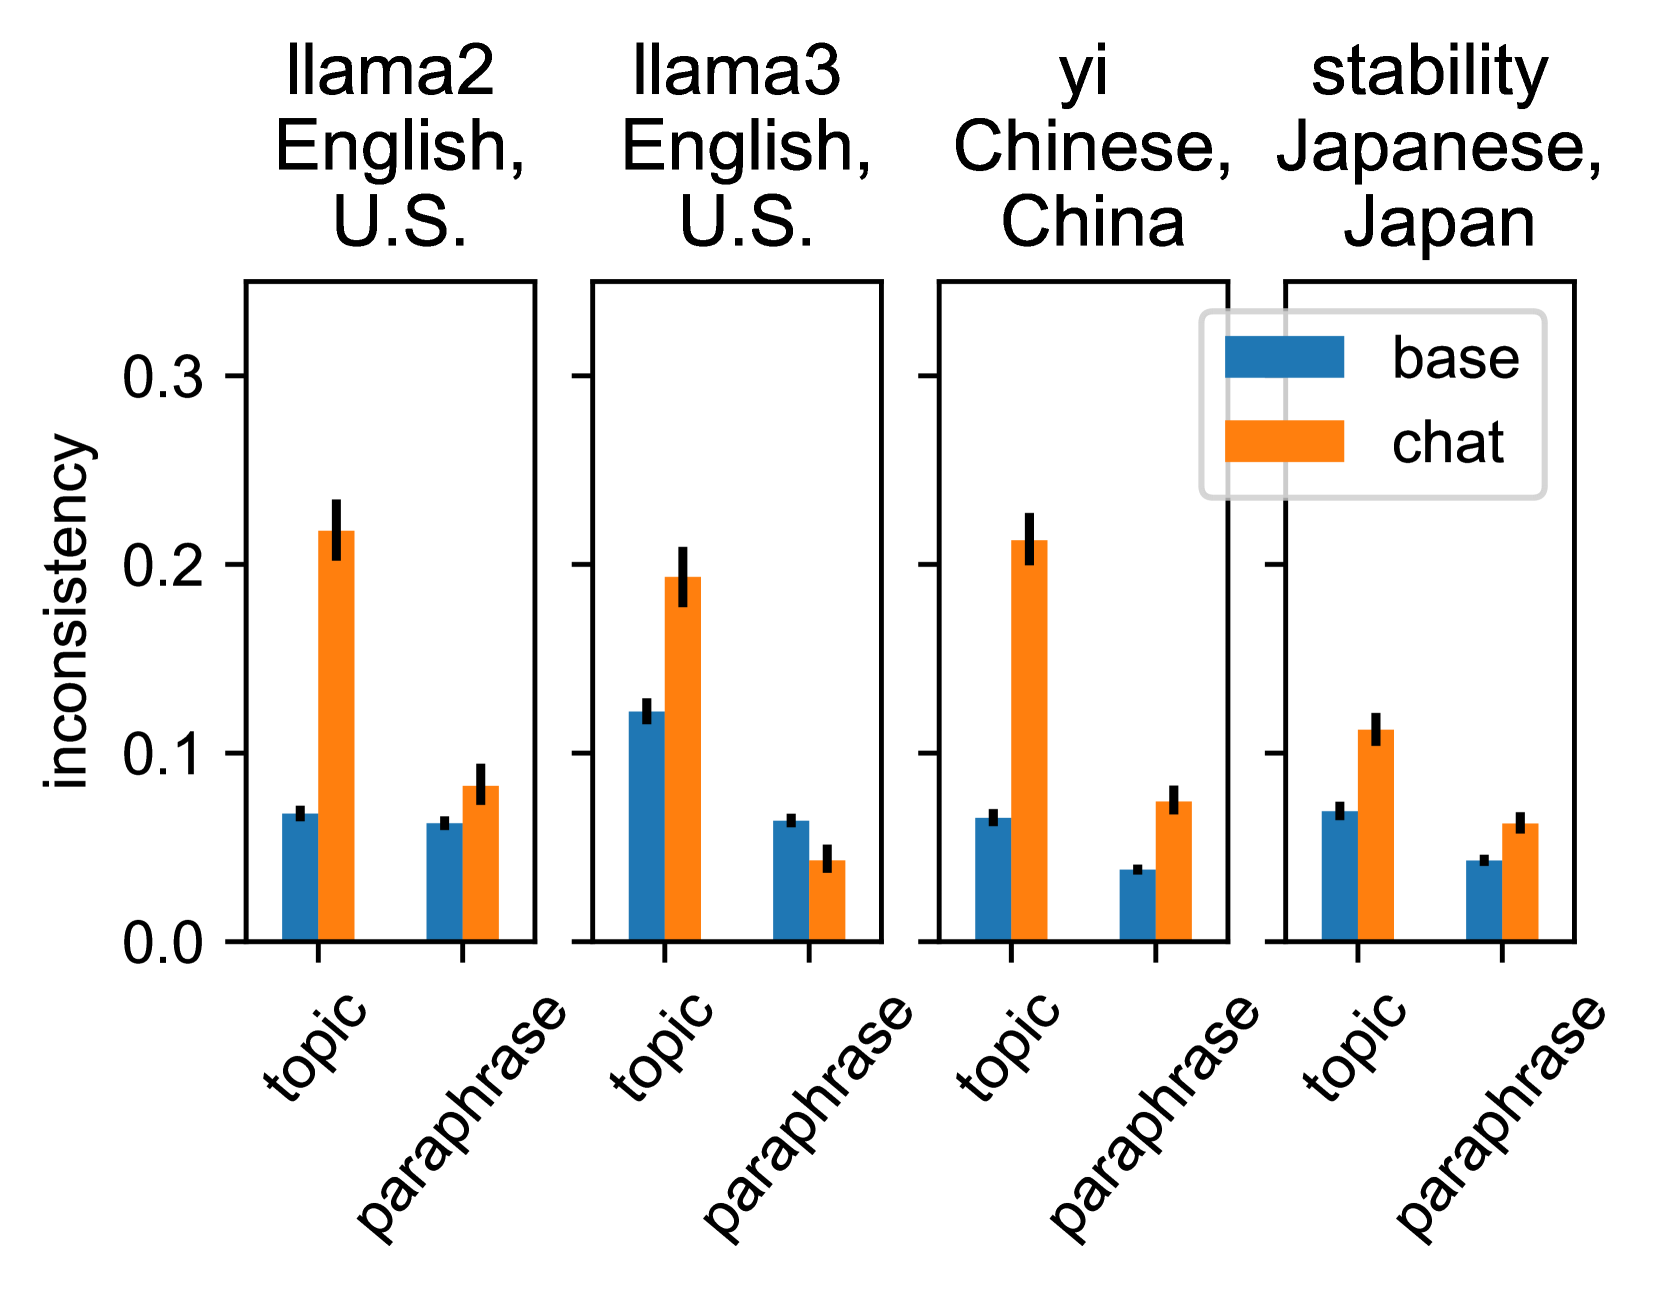 llama2
English,
U.S.
llama3
English,
U.S.
yi
Chinese,
China
stability
Japanese,
Japan
base
chat
inconsistency
0.3
0.2
0.1
0.0
topic
paraphrase
topic
paraphrase
topic
paraphrase
topic
paraphrase